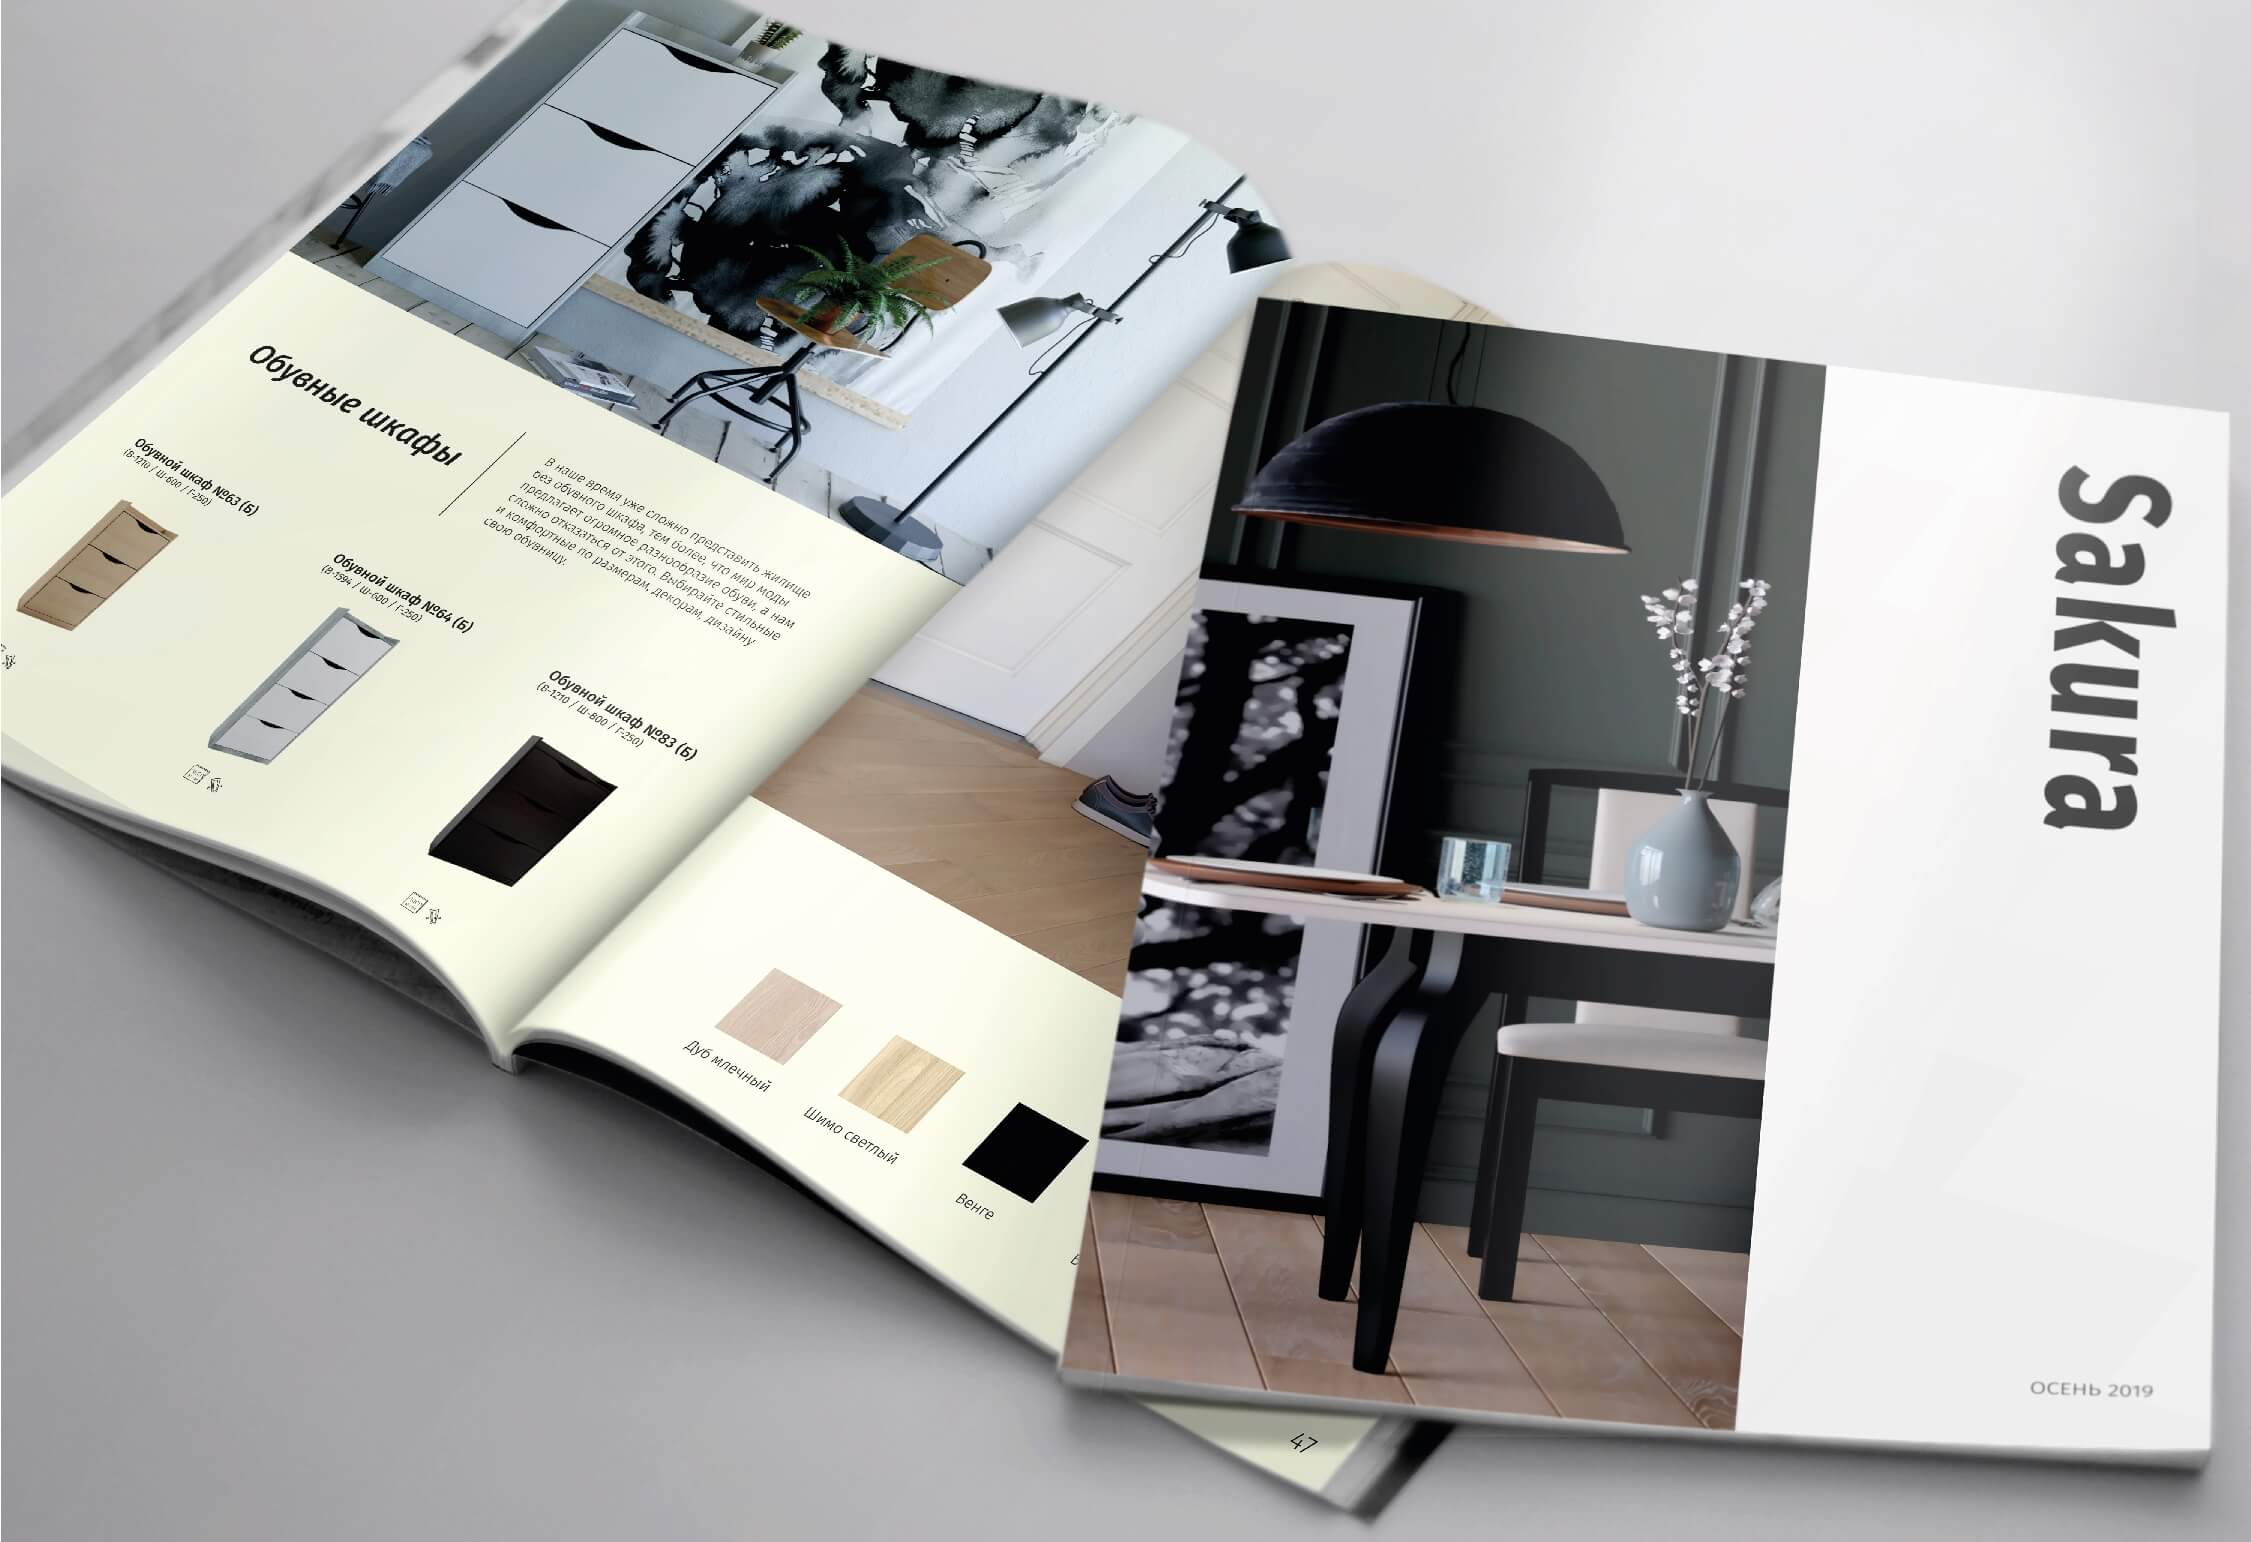 Обувные шкафы
В наше время уже сложно представить жилище
без обувного шкафа, тем более, что мир моды
предлагает огромное разнообразие обуви, а нам
сложно отказаться от этого. Выбирайте стильные
и комфортные по размерам, декорам, дизайну
свою обувницу.
Обувной шкаф №63 (Б)
(В-1210 / Ш-600 / Г-250)
Обувной шкаф №64 (Б)
(В-1594 / Ш-600 / Г-250)
Обувной шкаф №83 (Б)
(В-1210 / Ш-800 / Г-250)
Дуб млечный
Шимо светлый
Венге
47
Sakura
ОСЕНЬ 2019